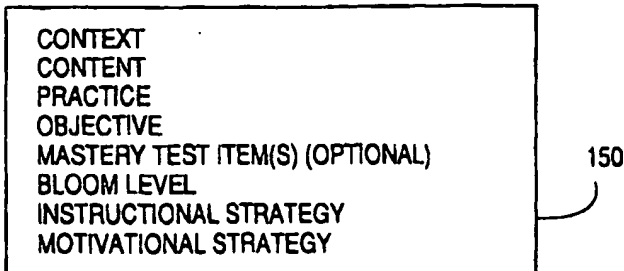 CONTEXT
CONTENT
PRACTICE
OBJECTIVE
MASTERY TEST ITEM(S) (OPTIONAL)
BLOOM LEVEL
INSTRUCTIONAL STRATEGY
MOTIVATIONAL STRATEGY
150